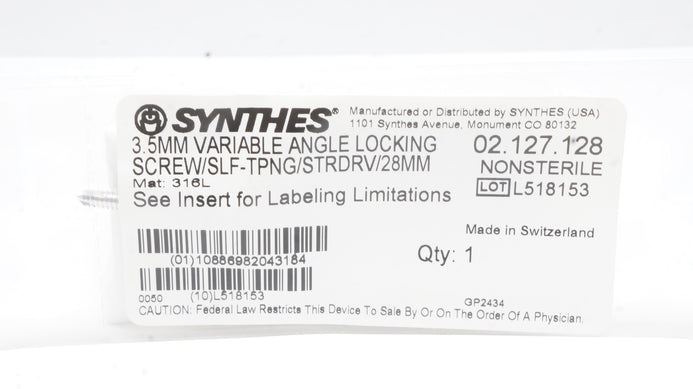 SYNTHES® Manufactured or Distributed by SYNTHES (USA)
1101 Synthes Avenue, Monument CO 80132
3.5MM VARIABLE ANGLE LOCKING 02.127.128
SCREW/SLF-TPNG/STRDRV/28MM NONSTERILE
Mat: 316L LOT L518153
See Insert for Labeling Limitations
Made in Switzerland
(01)10886982043184 Qty: 1
0050 (10)L518153 GP2434
CAUTION: Federal Law Restricts This Device To Sale By Or On The Order Of A Physician.